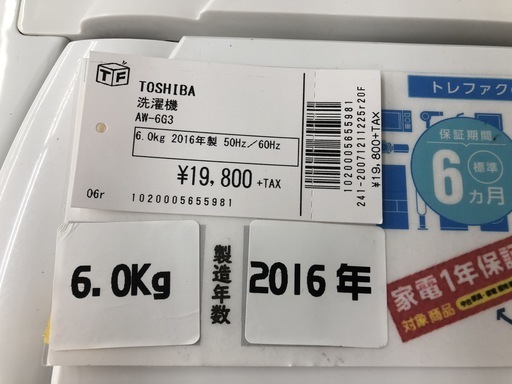 TF
TOSHIBA
洗濯機
AW-6G3
6.0kg 2016年製 50Hz／60Hz
¥19,800 +TAX
06r
1020005655981
1020005655981
241-200712112225r20F
¥19,800+TAX
トレファク
保証期間
標準
6
カ月
6.0Kg
製造年数
2016年
家電1年保証
対象商品